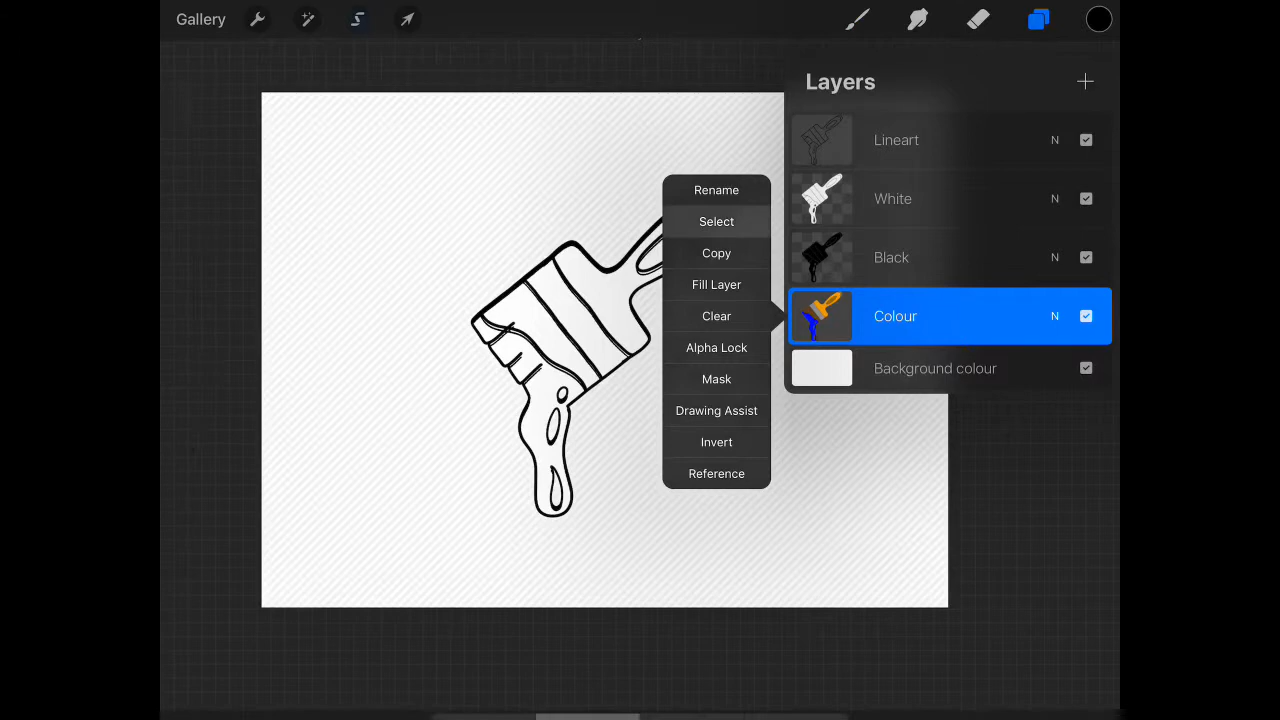 Gallery
Layers
Lineart N
White N
Black N
Colour N
Background colour
Rename
Select
Copy
Fill Layer
Clear
Alpha Lock
Mask
Drawing Assist
Invert
Reference